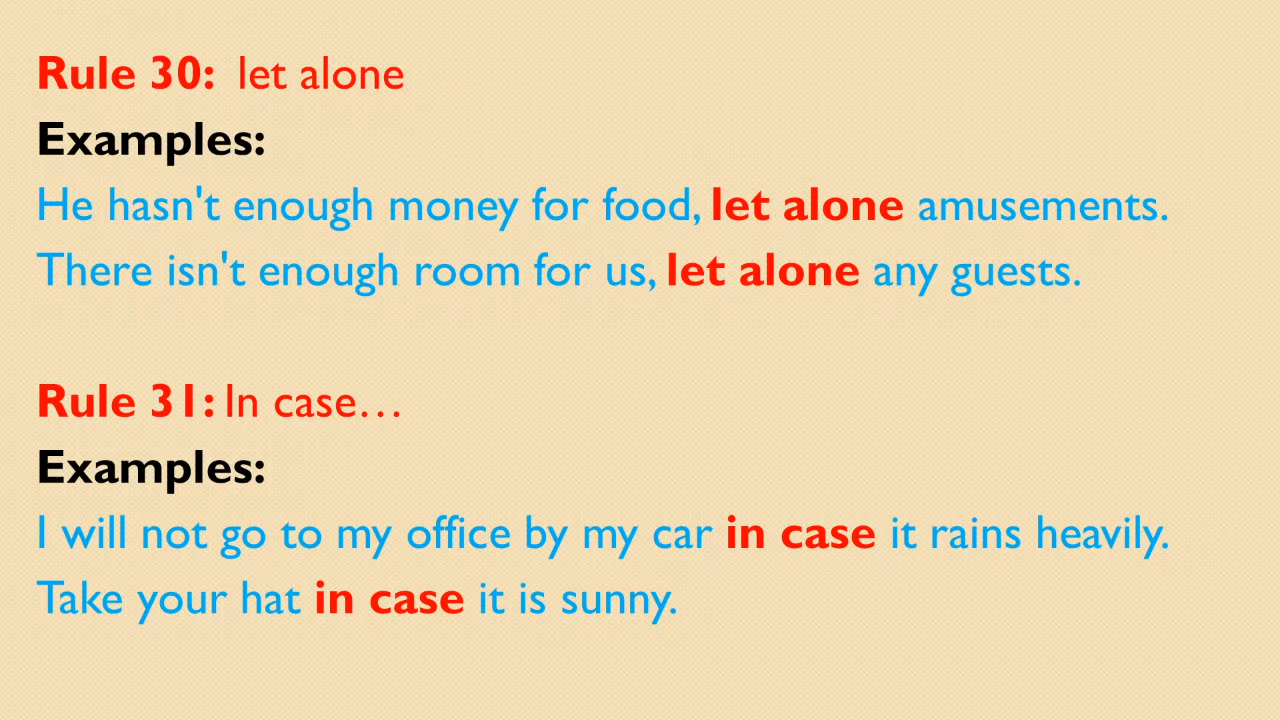 Rule 30: let alone
Examples:
He hasn't enough money for food, let alone amusements.
There isn't enough room for us, let alone any guests.
Rule 31: In case…
Examples:
I will not go to my office by my car in case it rains heavily.
Take your hat in case it is sunny.